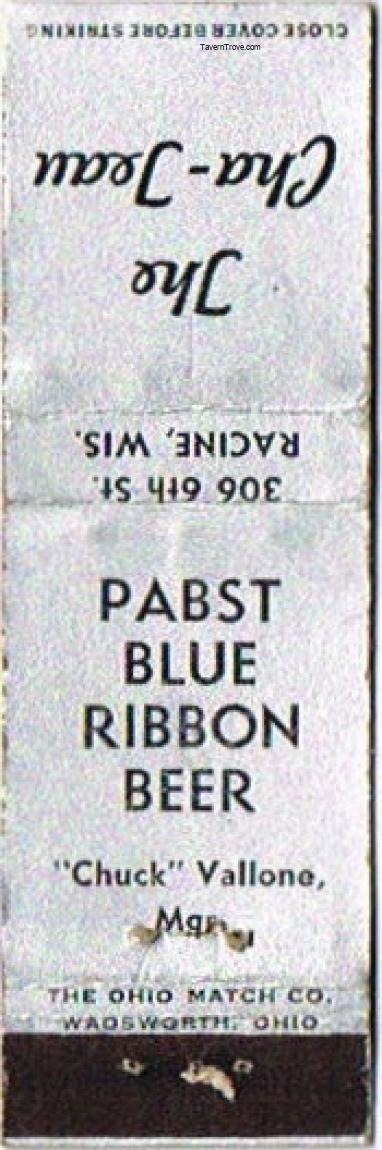 CLOSE COVER BEFORE STRIKING
TavernTrove.com
The
Cha-Jeau
306 6th St.
RACINE, WIS.
PABST
BLUE
RIBBON
BEER
"Chuck" Vallone,
Mgr.
THE OHIO MATCH CO.
WADSWORTH, OHIO